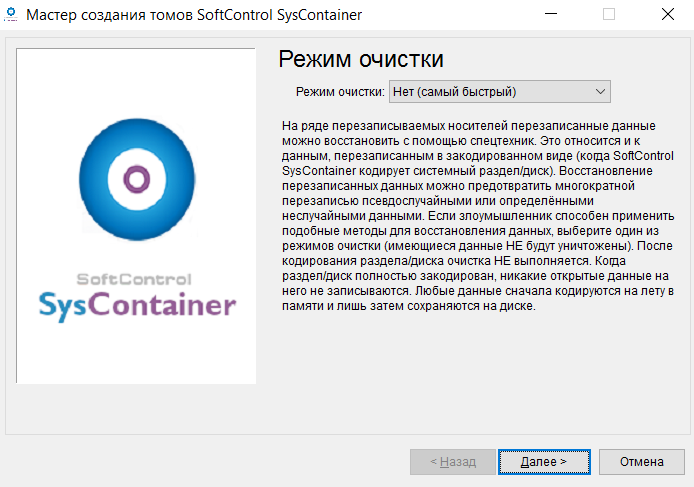 Мастер создания томов SoftControl SysContainer
Режим очистки
Режим очистки: Нет (самый быстрый)
На ряде перезаписываемых носителей перезаписанные данные
можно восстановить с помощью спецтехник. Это относится и к
данным, перезаписанным в закодированном виде (когда SoftControl
SysContainer кодирует системный раздел/диск). Восстановление
перезаписанных данных можно предотвратить многократной
перезаписью псевдослучайными или определёнными
неслучайными данными. Если злоумышленник способен применить
подобные методы для восстановления данных, выберите один из
режимов очистки (имеющиеся данные НЕ будут уничтожены). После
кодирования раздела/диска очистка НЕ выполняется. Когда
раздел/диск полностью закодирован, никакие открытые данные на
него не записываются. Любые данные сначала кодируются на лету в
памяти и лишь затем сохраняются на диске.
SoftControl
SysContainer
< Назад
Далее >
Отмена